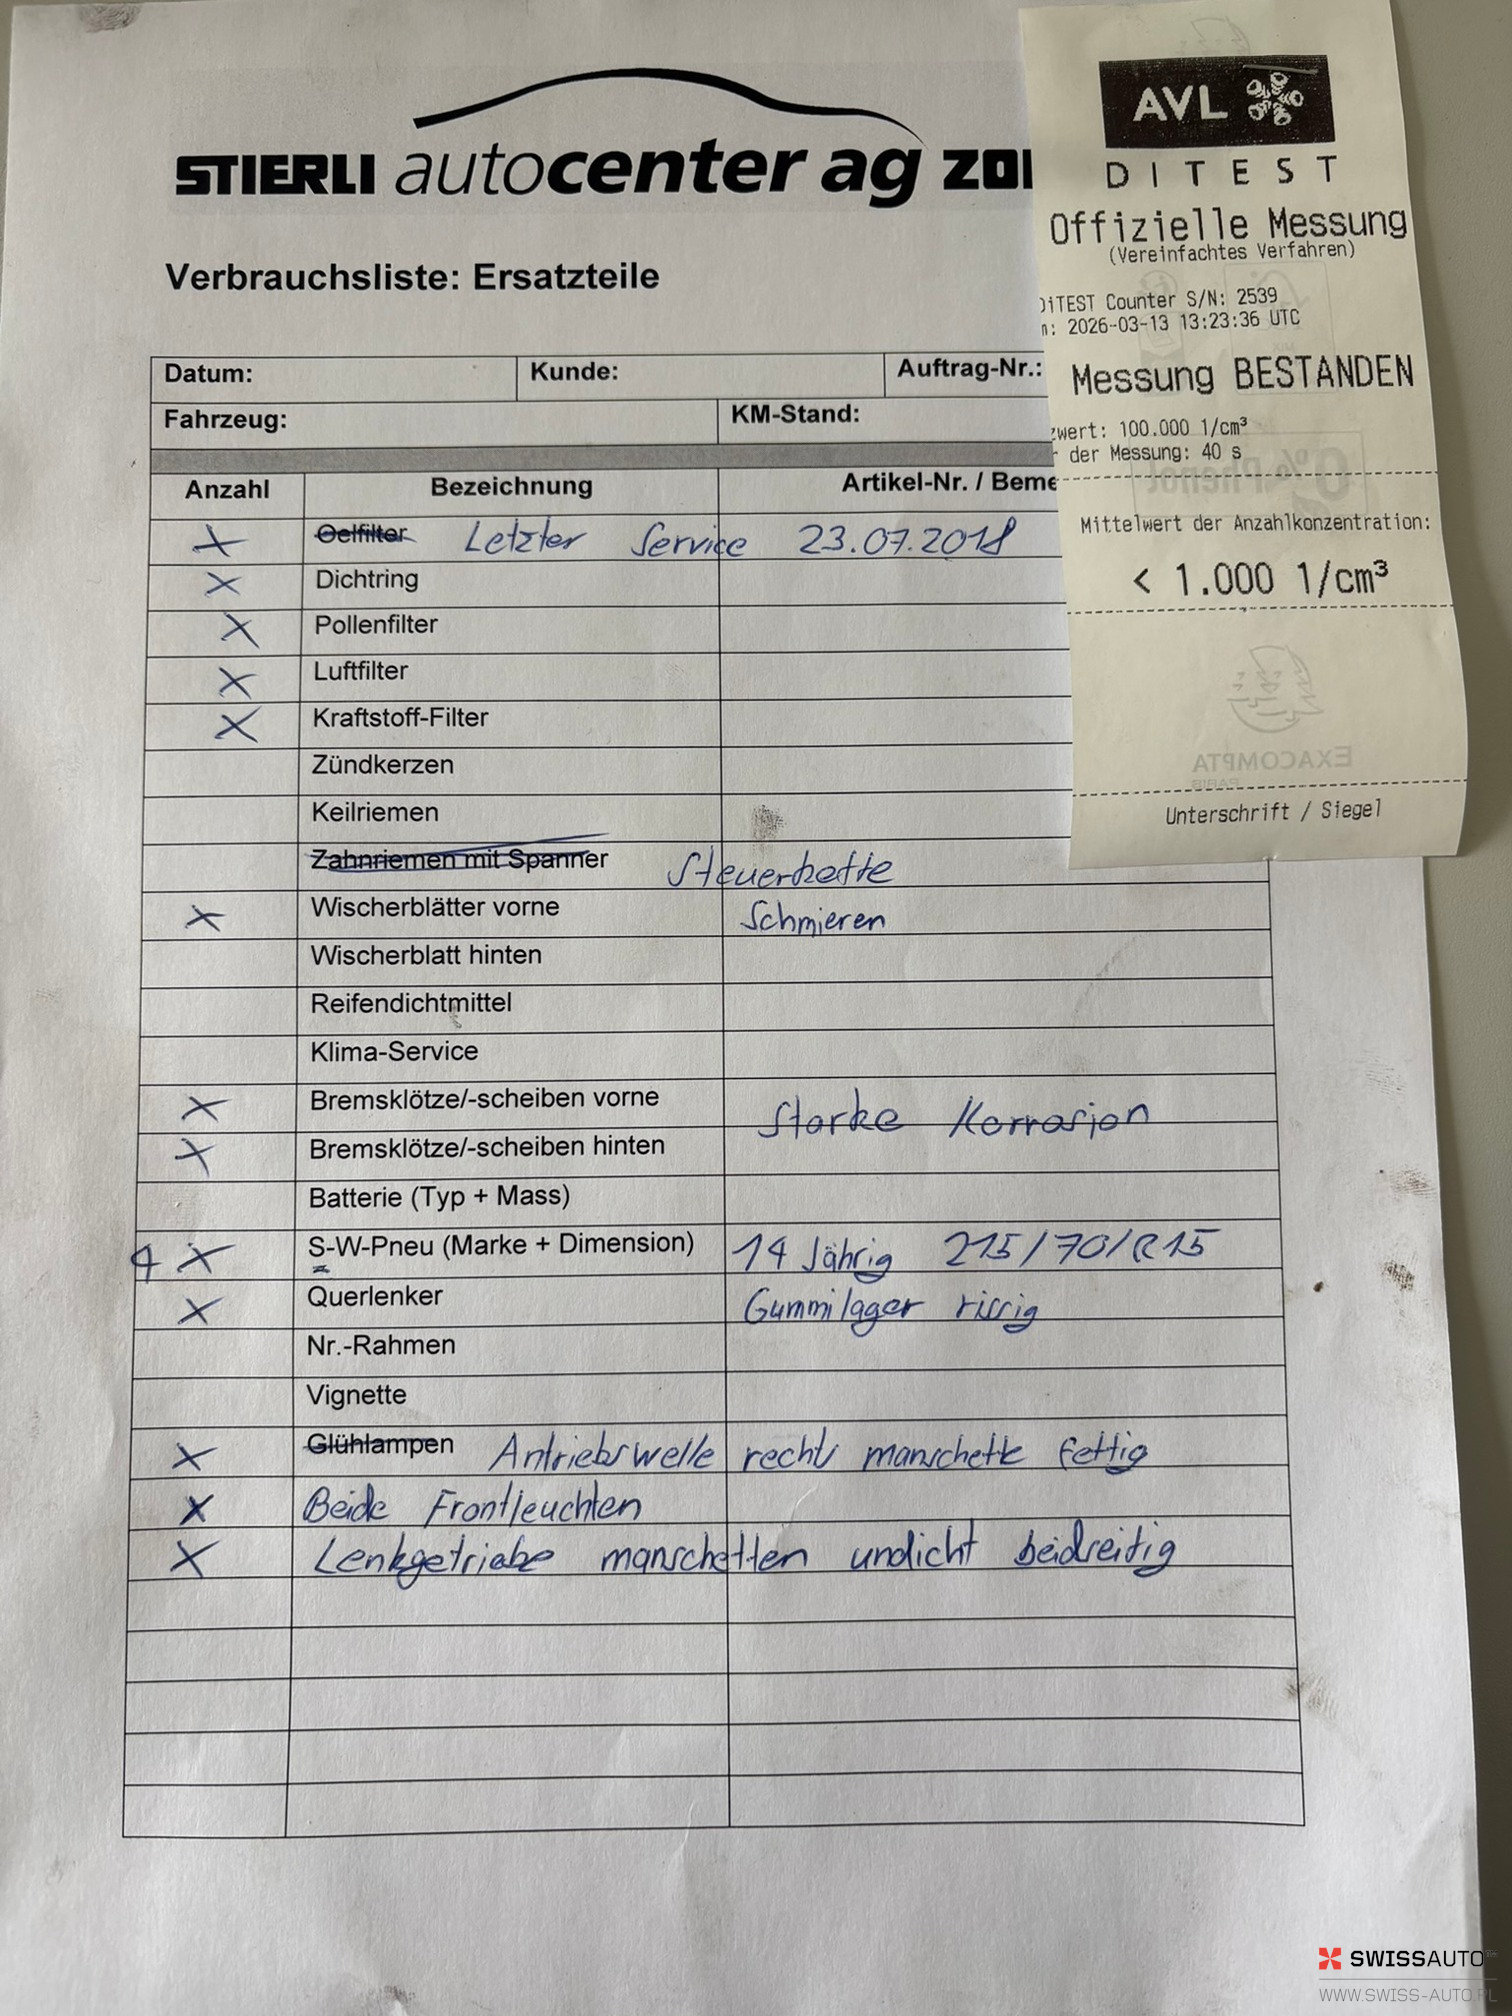 STIERLI autocenter ag
Verbrauchsliste: Ersatzteile
Datum: Kunde: Auftrag-Nr.:
Fahrzeug: KM-Stand:
Anzahl Bezeichnung Artikel-Nr. / Beme
X Oelfilter Letzter Service 23.07.2018
X Dichtring
X Pollenfilter
X Luftfilter
X Kraftstoff-Filter
Zündkerzen
Keilriemen
Zahnriemen mit Spanner Steuerkette
X Wischerblätter vorne Schmieren
Wischerblatt hinten
Reifendichtmittel
Klima-Service
X Bremsklötze/-scheiben vorne Starke Korrosion
X Bremsklötze/-scheiben hinten
Batterie (Typ + Mass)
4 X S-W-Pneu (Marke + Dimension) 14 Jährig 215/70/R15
X Querlenker Gummilager rissig
Nr.-Rahmen
Vignette
X Glühlampen Antriebswelle rechts manschette fettig
X Beide Frontleuchten
X Lenkgetriebe manschetten undicht beidseitig
AVL
DITEST
Offizielle Messung
(Vereinfachtes Verfahren)
DiTEST Counter S/N: 2539
2026-03-13 13:23:36 UTC
Messung BESTANDEN
zwert: 100.000 1/cm³
der Messung: 40 s
Mittelwert der Anzahlkonzentration:
< 1.000 1/cm³
Unterschrift / Siegel
0% Phenol
EXACOMPTA
PARIS
SWISSAUTO
WWW.SWISS-AUTO.PL